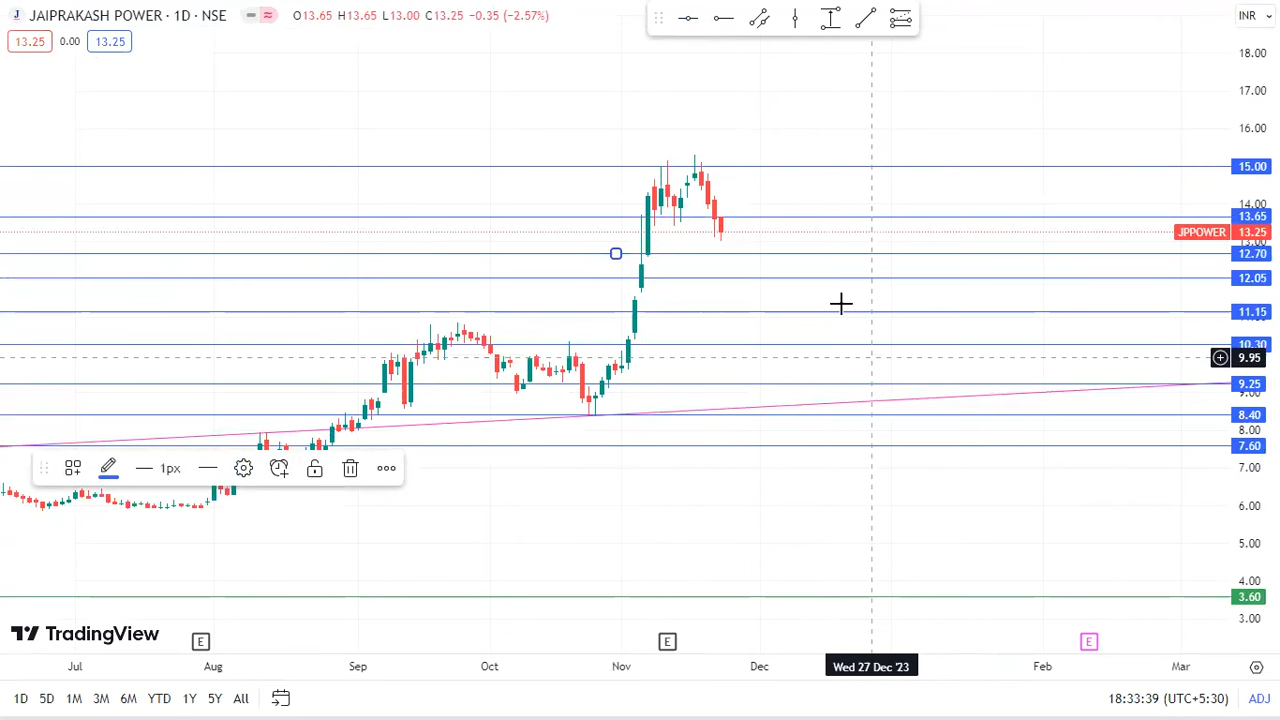 JAIPRAKASH POWER · 1D · NSE O13.65 H13.65 L13.00 C13.25 −0.35 (−2.57%)
INR
13.25 0.00 13.25
18.00
17.00
16.00
15.00
14.00
13.65
JPPOWER 13.25
13.00
12.70
12.05
11.15
10.30
9.95
9.25
9.00
8.40
8.00
7.60
1px
7.00
6.00
5.00
4.00
3.60
3.00
TradingView
E E E
Jul Aug Sep Oct Nov Dec Wed 27 Dec '23 Feb Mar
1D 5D 1M 3M 6M YTD 1Y 5Y All 18:33:39 (UTC+5:30) ADJ